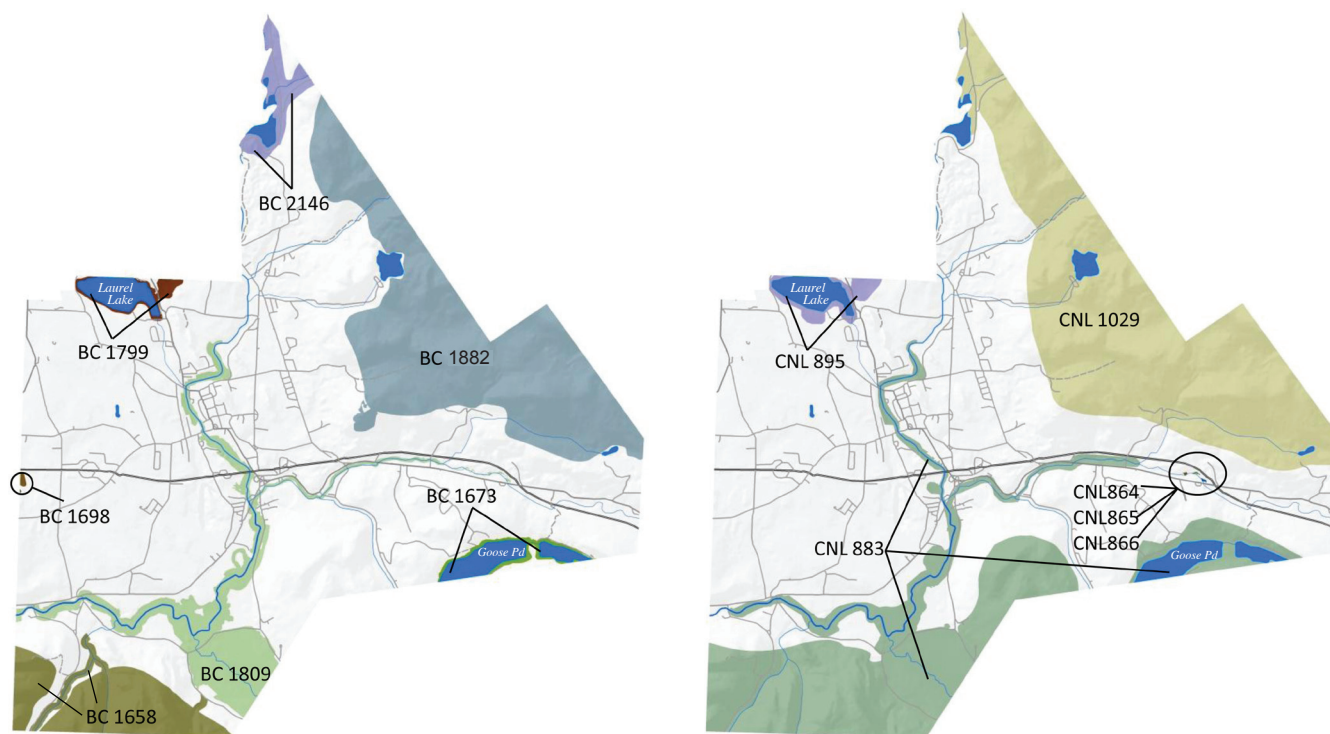 BC 2146
Laurel
Lake
BC 1799
BC 1882
BC 1698
BC 1673
Goose Pd
BC 1809
BC 1658
CNL 1029
Laurel
Lake
CNL 895
CNL864
CNL865
CNL866
CNL 883
Goose Pd